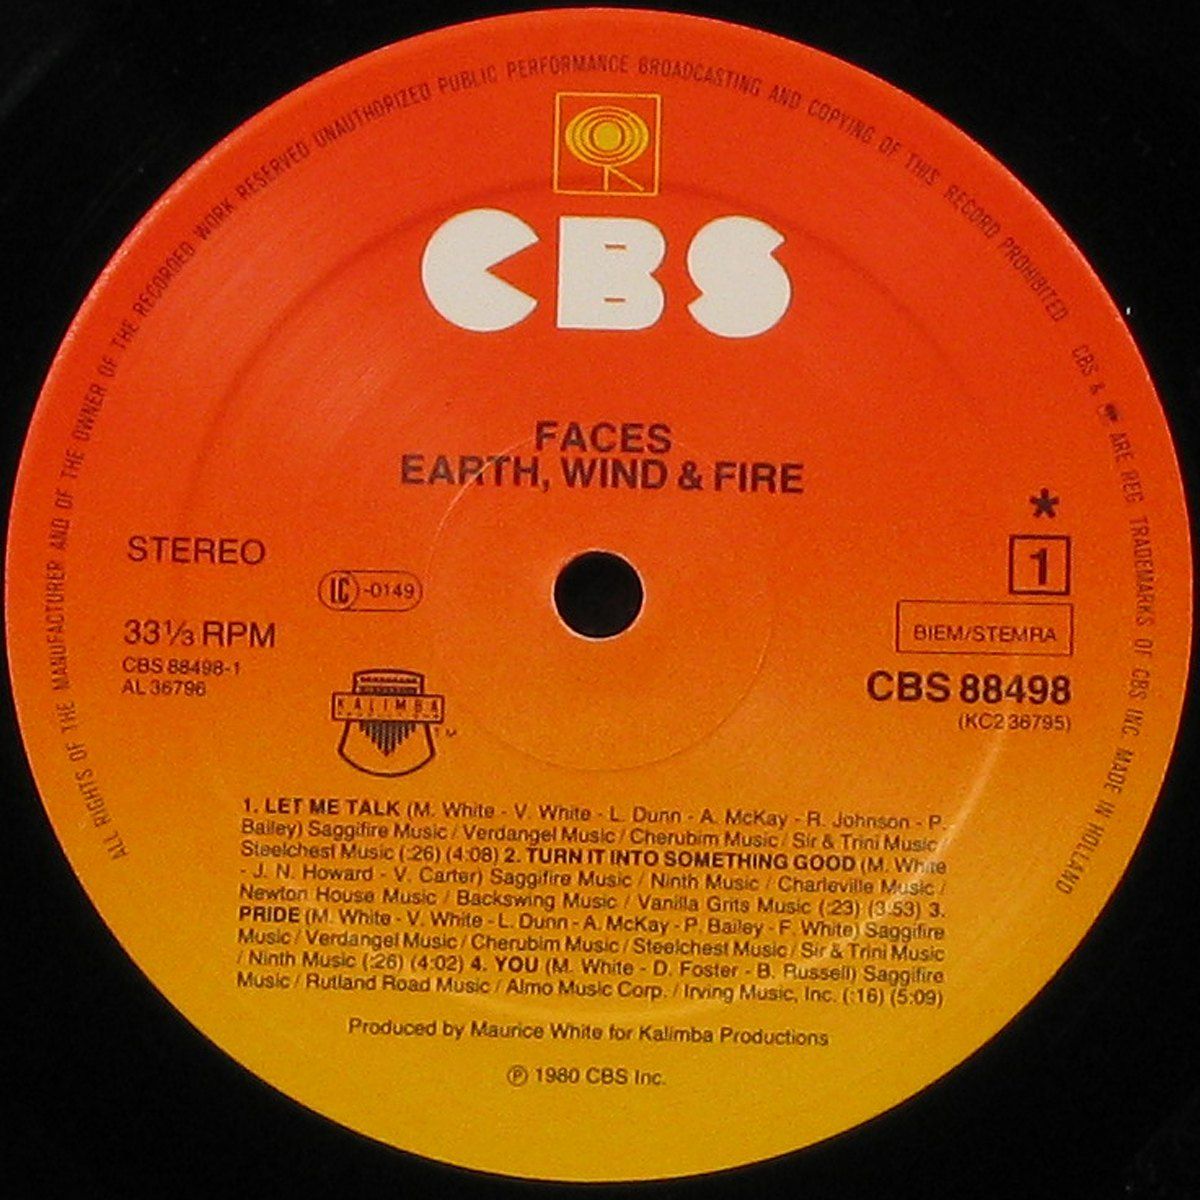 ALL RIGHTS OF THE MANUFACTURER AND OF THE OWNER OF THE RECORDED WORK RESERVED UNAUTHORIZED PUBLIC PERFORMANCE BROADCASTING AND COPYING OF THIS RECORD PROHIBITED
CBS & ARE REG TRADEMARKS OF CBS INC MADE IN HOLLAND
CBS
FACES
EARTH, WIND & FIRE
STEREO
LC-0149
33⅓ RPM
CBS 88498-1
AL 36796
KALIMBA
TM
*
1
BIEM/STEMRA
CBS 88498
(KC2 36795)
1. LET ME TALK (M. White - V. White - L. Dunn - A. McKay - R. Johnson - P.
Bailey) Saggifire Music / Verdangel Music / Cherubim Music / Sir & Trini Music /
Steelchest Music (:26) (4:08) 2. TURN IT INTO SOMETHING GOOD (M. White
- J. N. Howard - V. Carter) Saggifire Music / Ninth Music / Charleville Music /
Newton House Music / Backswing Music / Vanilla Grits Music (:23) (3:53) 3.
PRIDE (M. White - V. White - L. Dunn - A. McKay - P. Bailey - F. White) Saggifire
Music / Verdangel Music / Cherubim Music / Steelchest Music / Sir & Trini Music
/ Ninth Music (:26) (4:02) 4. YOU (M. White - D. Foster - B. Russell) Saggifire
Music / Rutland Road Music / Almo Music Corp. / Irving Music, Inc. (:16) (5:09)
Produced by Maurice White for Kalimba Productions
℗ 1980 CBS Inc.